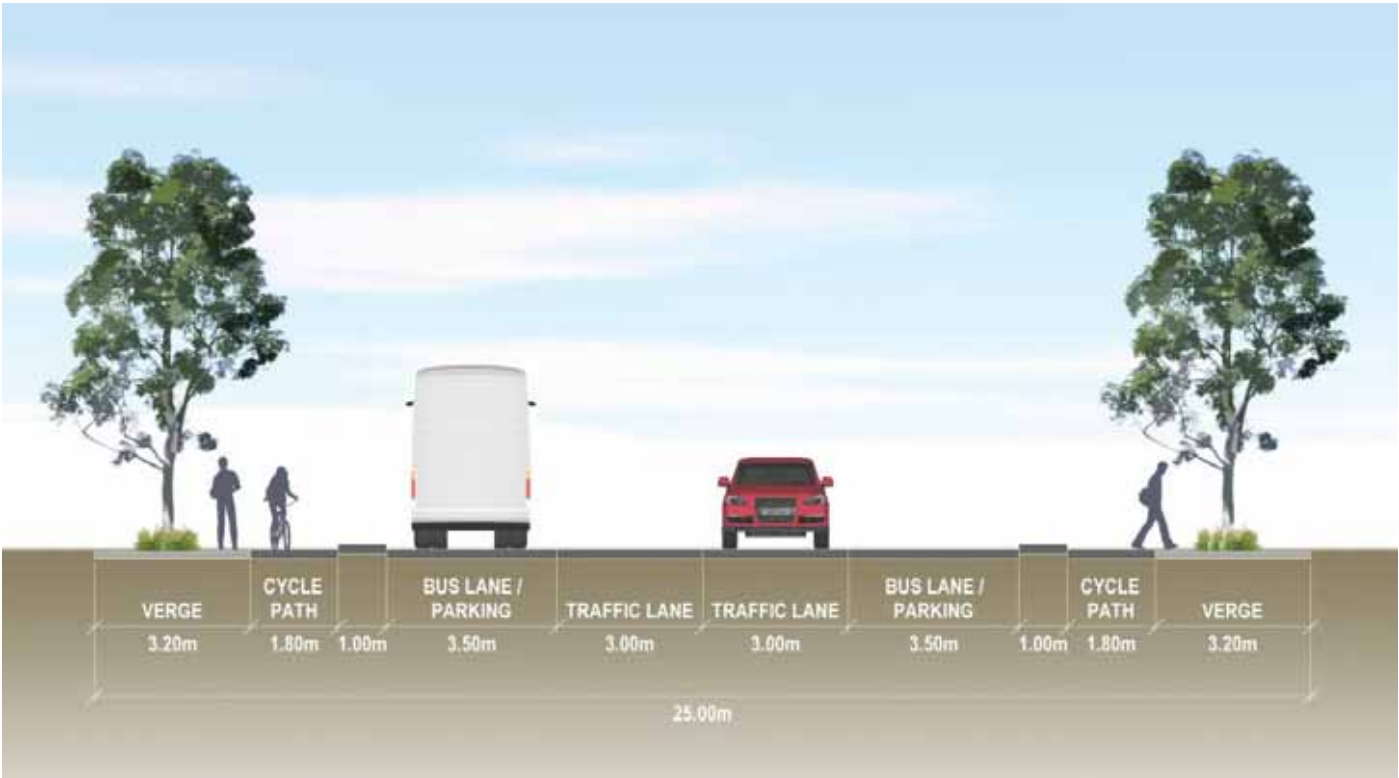 CYCLE
PATH
BUS LANE /
PARKING
BUS LANE /
PARKING
CYCLE
PATH
VERGE TRAFFIC LANE TRAFFIC LANE VERGE
3.20m 1.80m 1.00m 3.50m 3.00m 3.00m 3.50m 1.00m 1.80m 3.20m
25.00m